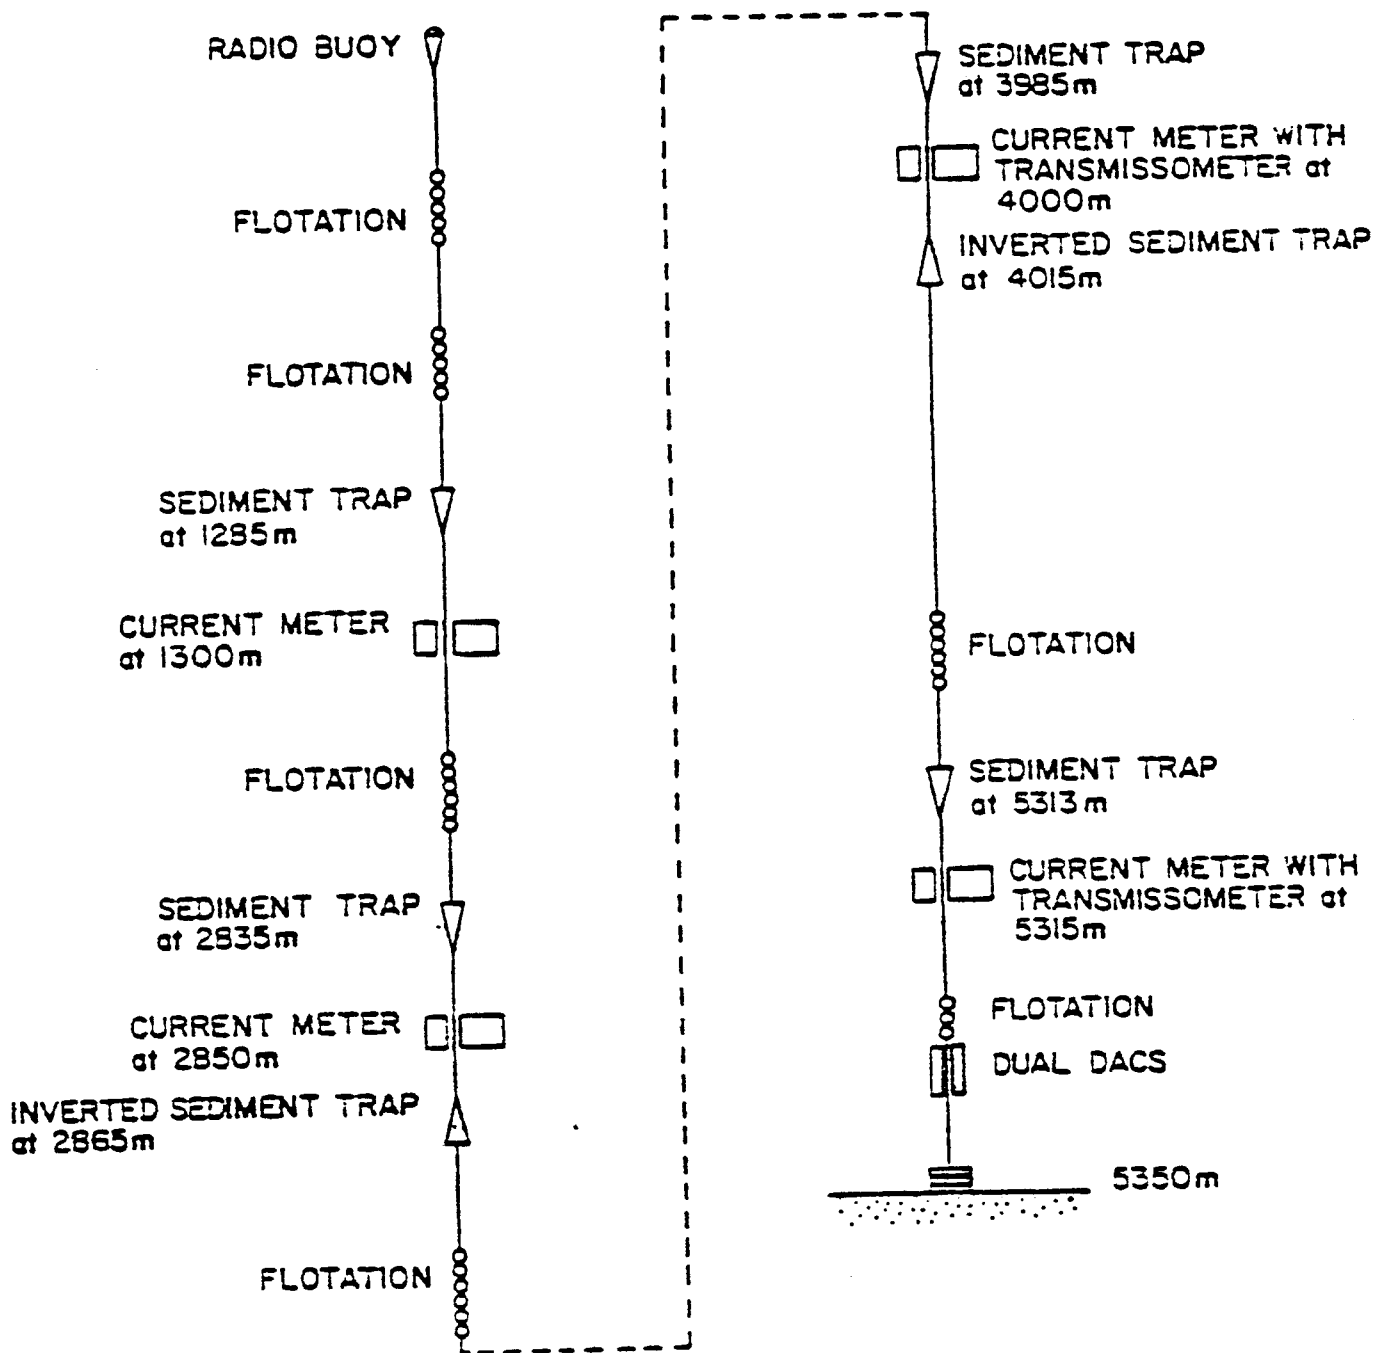 RADIO BUOY
FLOTATION
FLOTATION
SEDIMENT TRAP
at 1285m
CURRENT METER
at 1300m
FLOTATION
SEDIMENT TRAP
at 2835m
CURRENT METER
at 2850m
INVERTED SEDIMENT TRAP
at 2865m
FLOTATION
SEDIMENT TRAP
at 3985m
CURRENT METER WITH
TRANSMISSOMETER at
4000m
INVERTED SEDIMENT TRAP
at 4015m
FLOTATION
SEDIMENT TRAP
at 5313m
CURRENT METER WITH
TRANSMISSOMETER at
5315m
FLOTATION
DUAL DACS
5350m